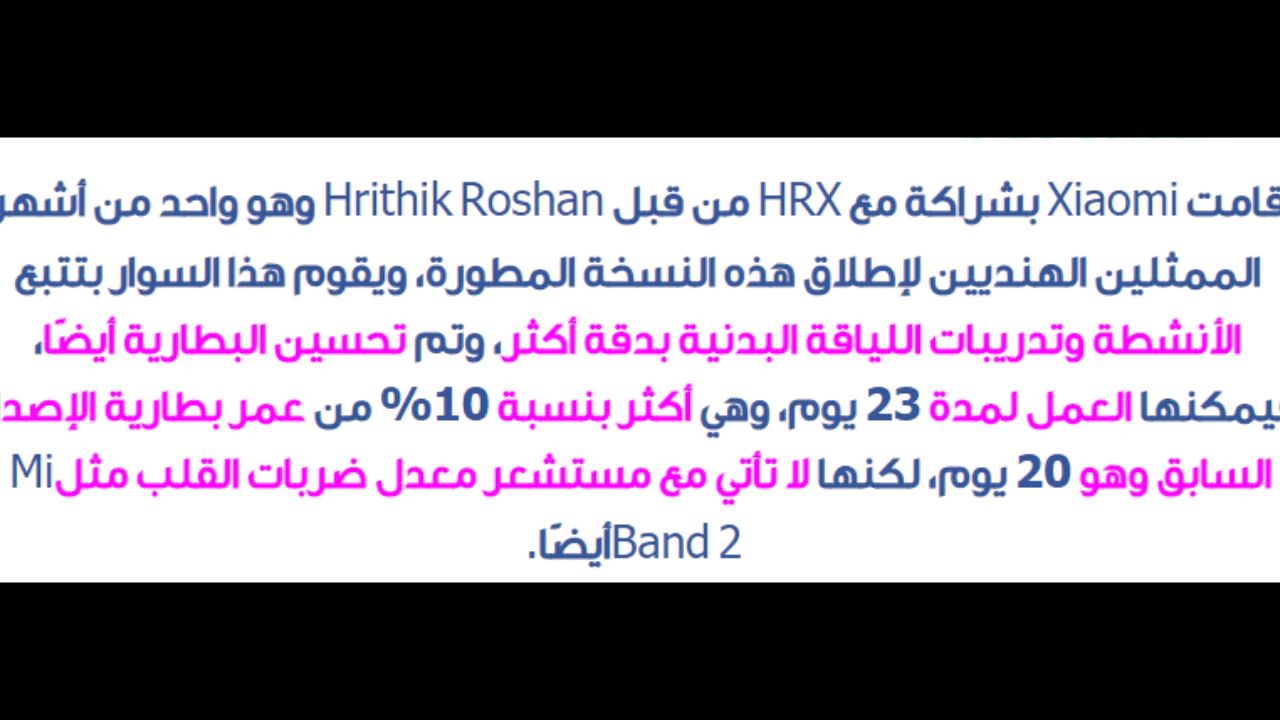 قامت Xiaomi بشراكة مع HRX من قبل Hrithik Roshan وهو واحد من أشهر
الممثلين الهنديين لإطلاق هذه النسخة المطورة، ويقوم هذا السوار بتتبع
الأنشطة وتدريبات اللياقة البدنية بدقة أكثر، وتم تحسين البطارية أيضًا،
فيمكنها العمل لمدة 23 يوم، وهي أكثر بنسبة 10% من عمر بطارية الإصدا
السابق وهو 20 يوم، لكنها لا تأتي مع مستشعر معدل ضربات القلب مثل Mi
Band 2 أيضًا.